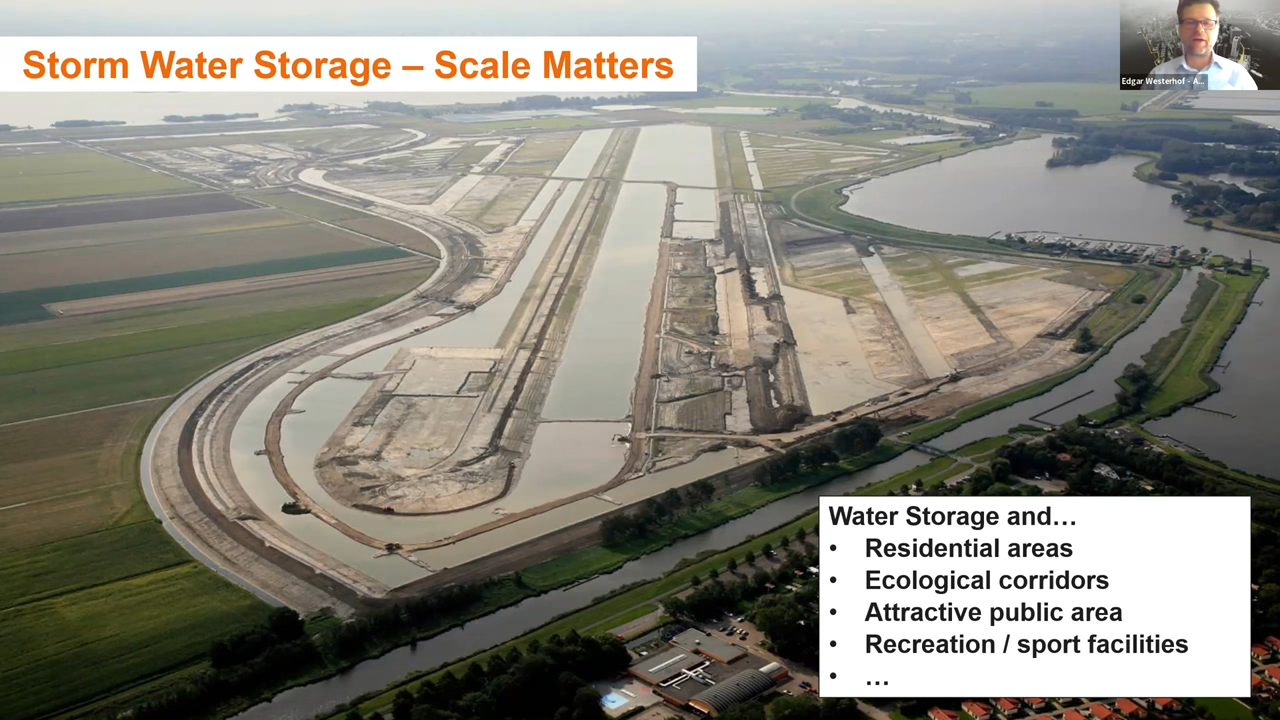 Storm Water Storage – Scale Matters
Edgar Westerhof - A...
Water Storage and…
• Residential areas
• Ecological corridors
• Attractive public area
• Recreation / sport facilities
• …